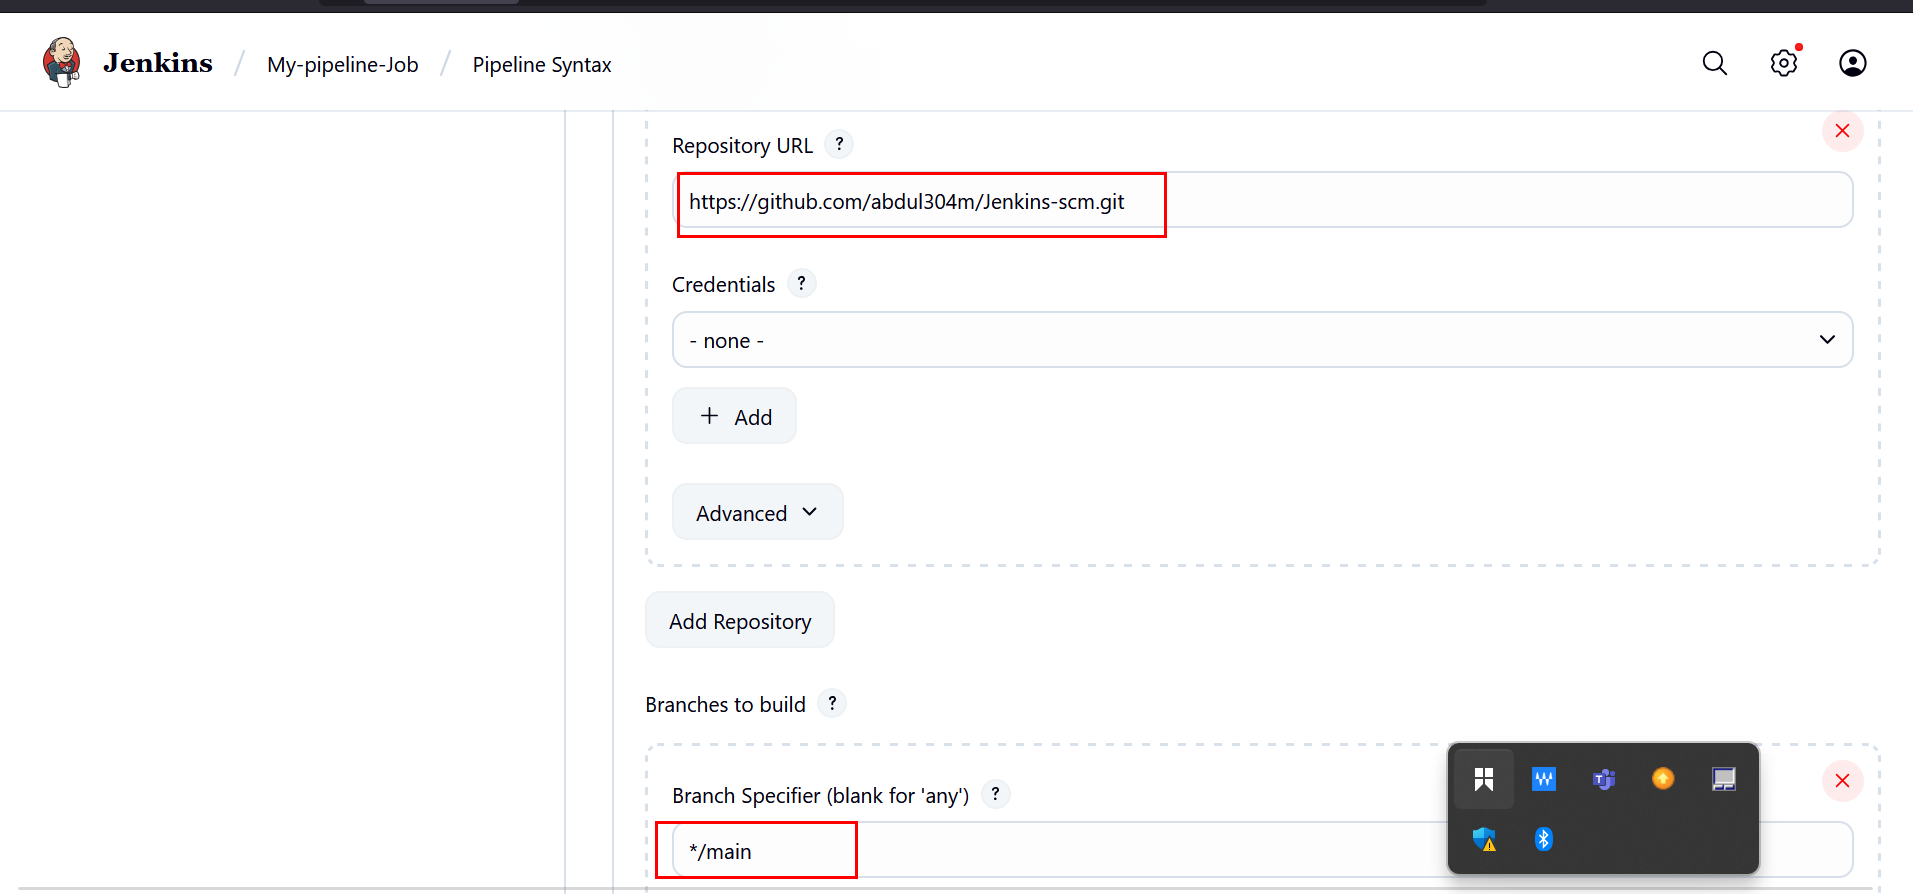 Jenkins / My-pipeline-Job / Pipeline Syntax
Repository URL ?
https://github.com/abdul304m/Jenkins-scm.git
Credentials ?
- none -
+ Add
Advanced
Add Repository
Branches to build ?
Branch Specifier (blank for 'any') ?
*/main